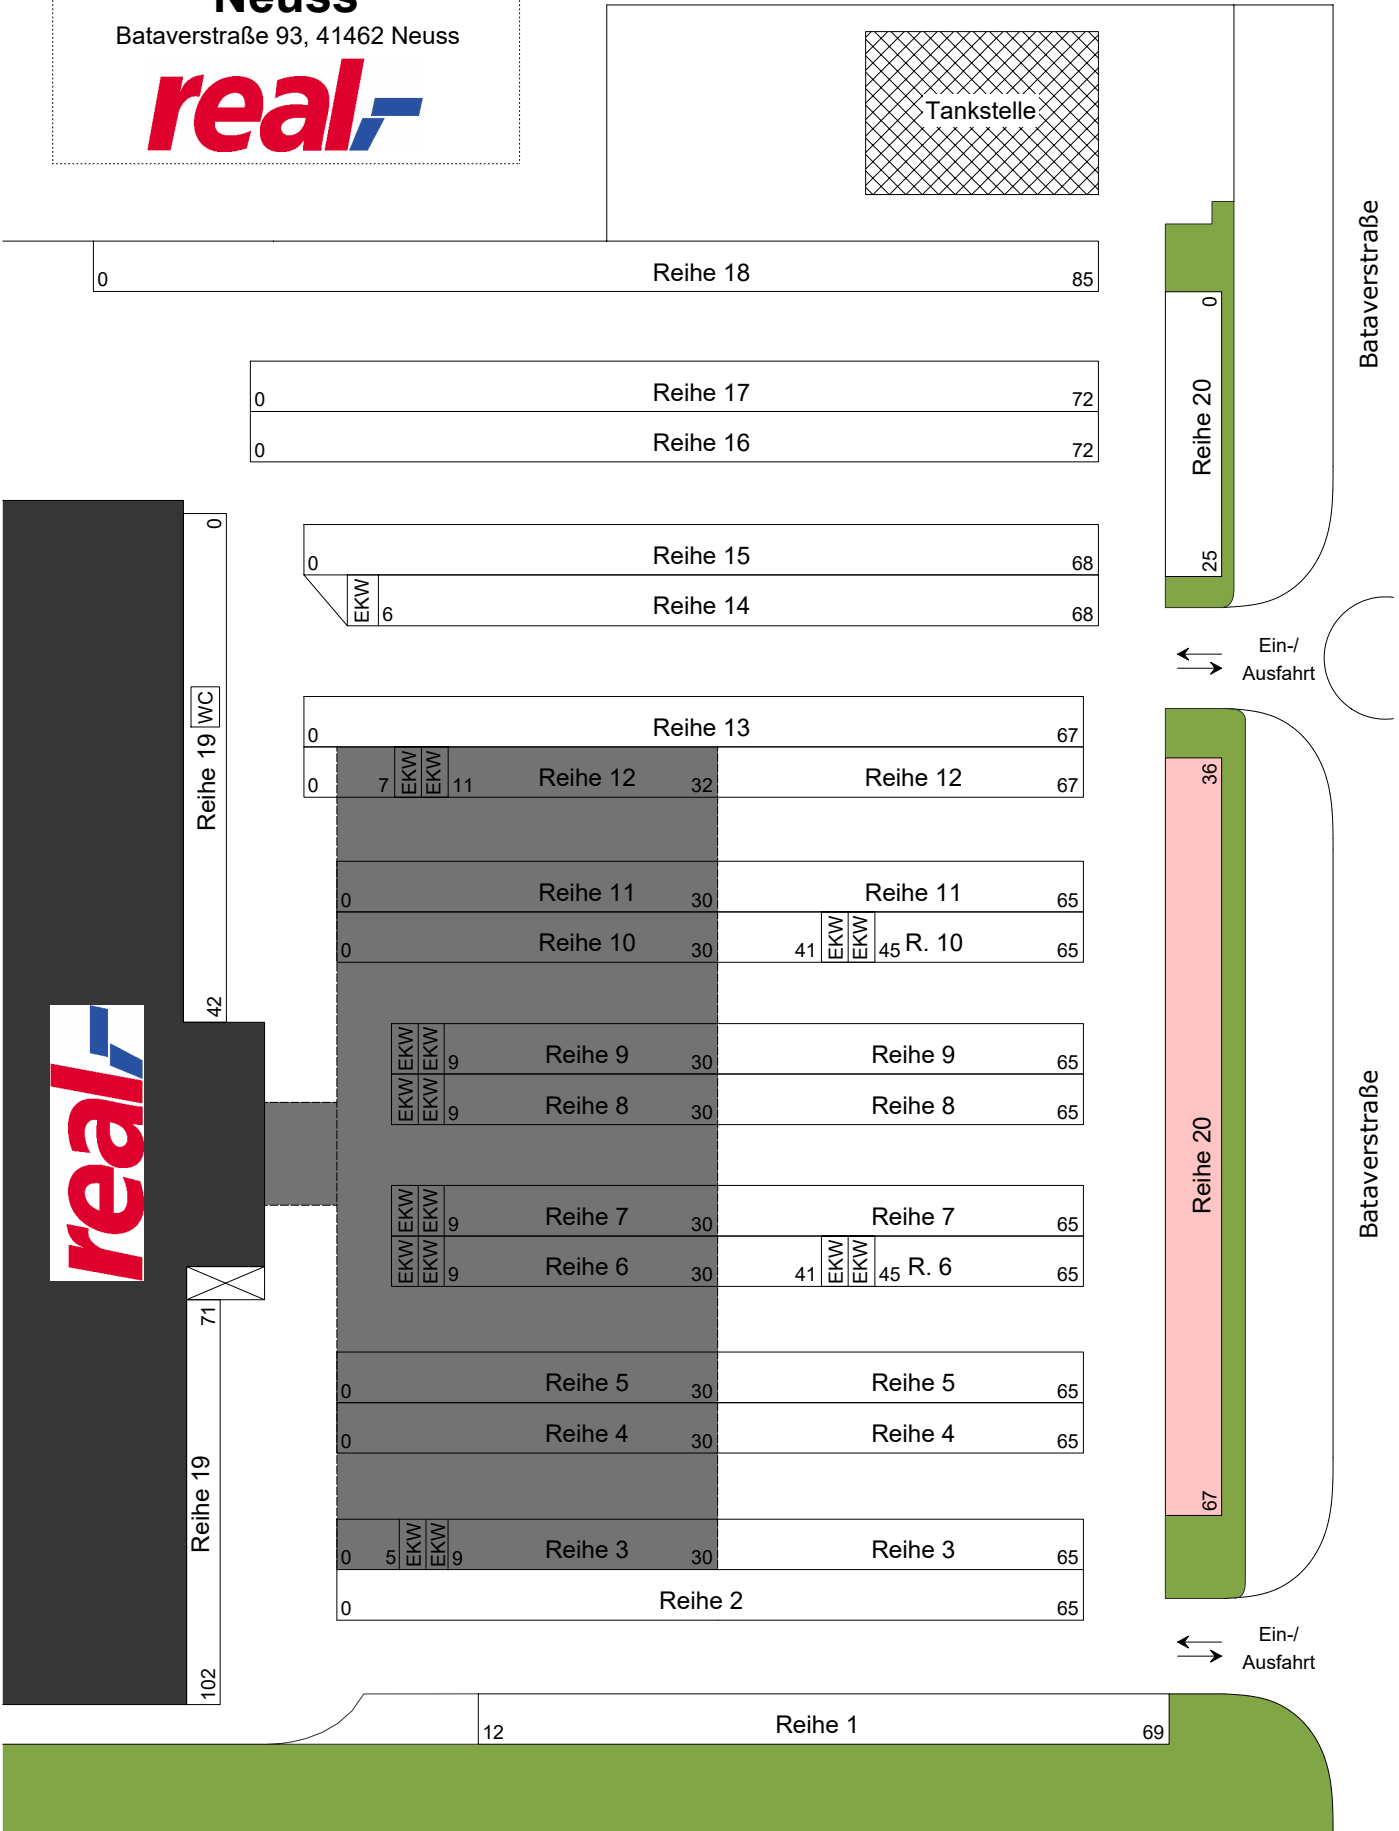 Neuss
Bataverstraße 93, 41462 Neuss
real,-
Tankstelle
Bataverstraße
0 Reihe 18 85
0 Reihe 20 25
0 Reihe 17 72
0 Reihe 16 72
0 Reihe 19 WC 42
0 Reihe 15 68
EKW 6 Reihe 14 68
Ein-/
Ausfahrt
0 Reihe 13 67
0 7 EKW EKW 11 Reihe 12 32 Reihe 12 67
36 Reihe 20 67
0 Reihe 11 30 Reihe 11 65
0 Reihe 10 30 41 EKW EKW 45 R. 10 65
real,-
EKW EKW 9 Reihe 9 30 Reihe 9 65
EKW EKW 9 Reihe 8 30 Reihe 8 65
Bataverstraße
EKW EKW 9 Reihe 7 30 Reihe 7 65
EKW EKW 9 Reihe 6 30 41 EKW EKW 45 R. 6 65
71 Reihe 19 102
0 Reihe 5 30 Reihe 5 65
0 Reihe 4 30 Reihe 4 65
0 5 EKW EKW 9 Reihe 3 30 Reihe 3 65
0 Reihe 2 65
Ein-/
Ausfahrt
12 Reihe 1 69